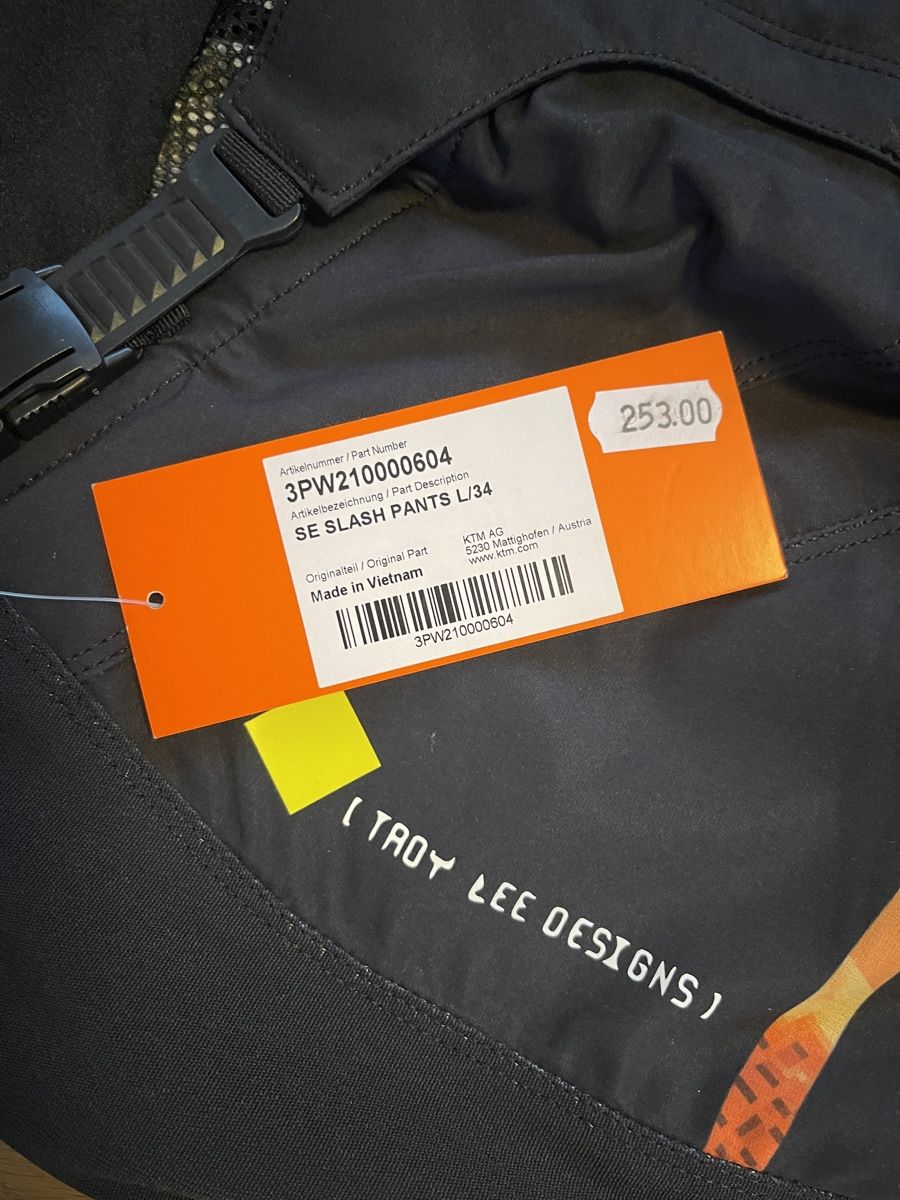 253.00
Artikelnummer / Part Number
3PW210000604
Artikelbezeichnung / Part Description
SE SLASH PANTS L/34
Originalteil / Original Part
Made in Vietnam
KTM AG
5230 Mattighofen / Austria
www.ktm.com
3PW210000604
( TROY LEE DESIGNS )